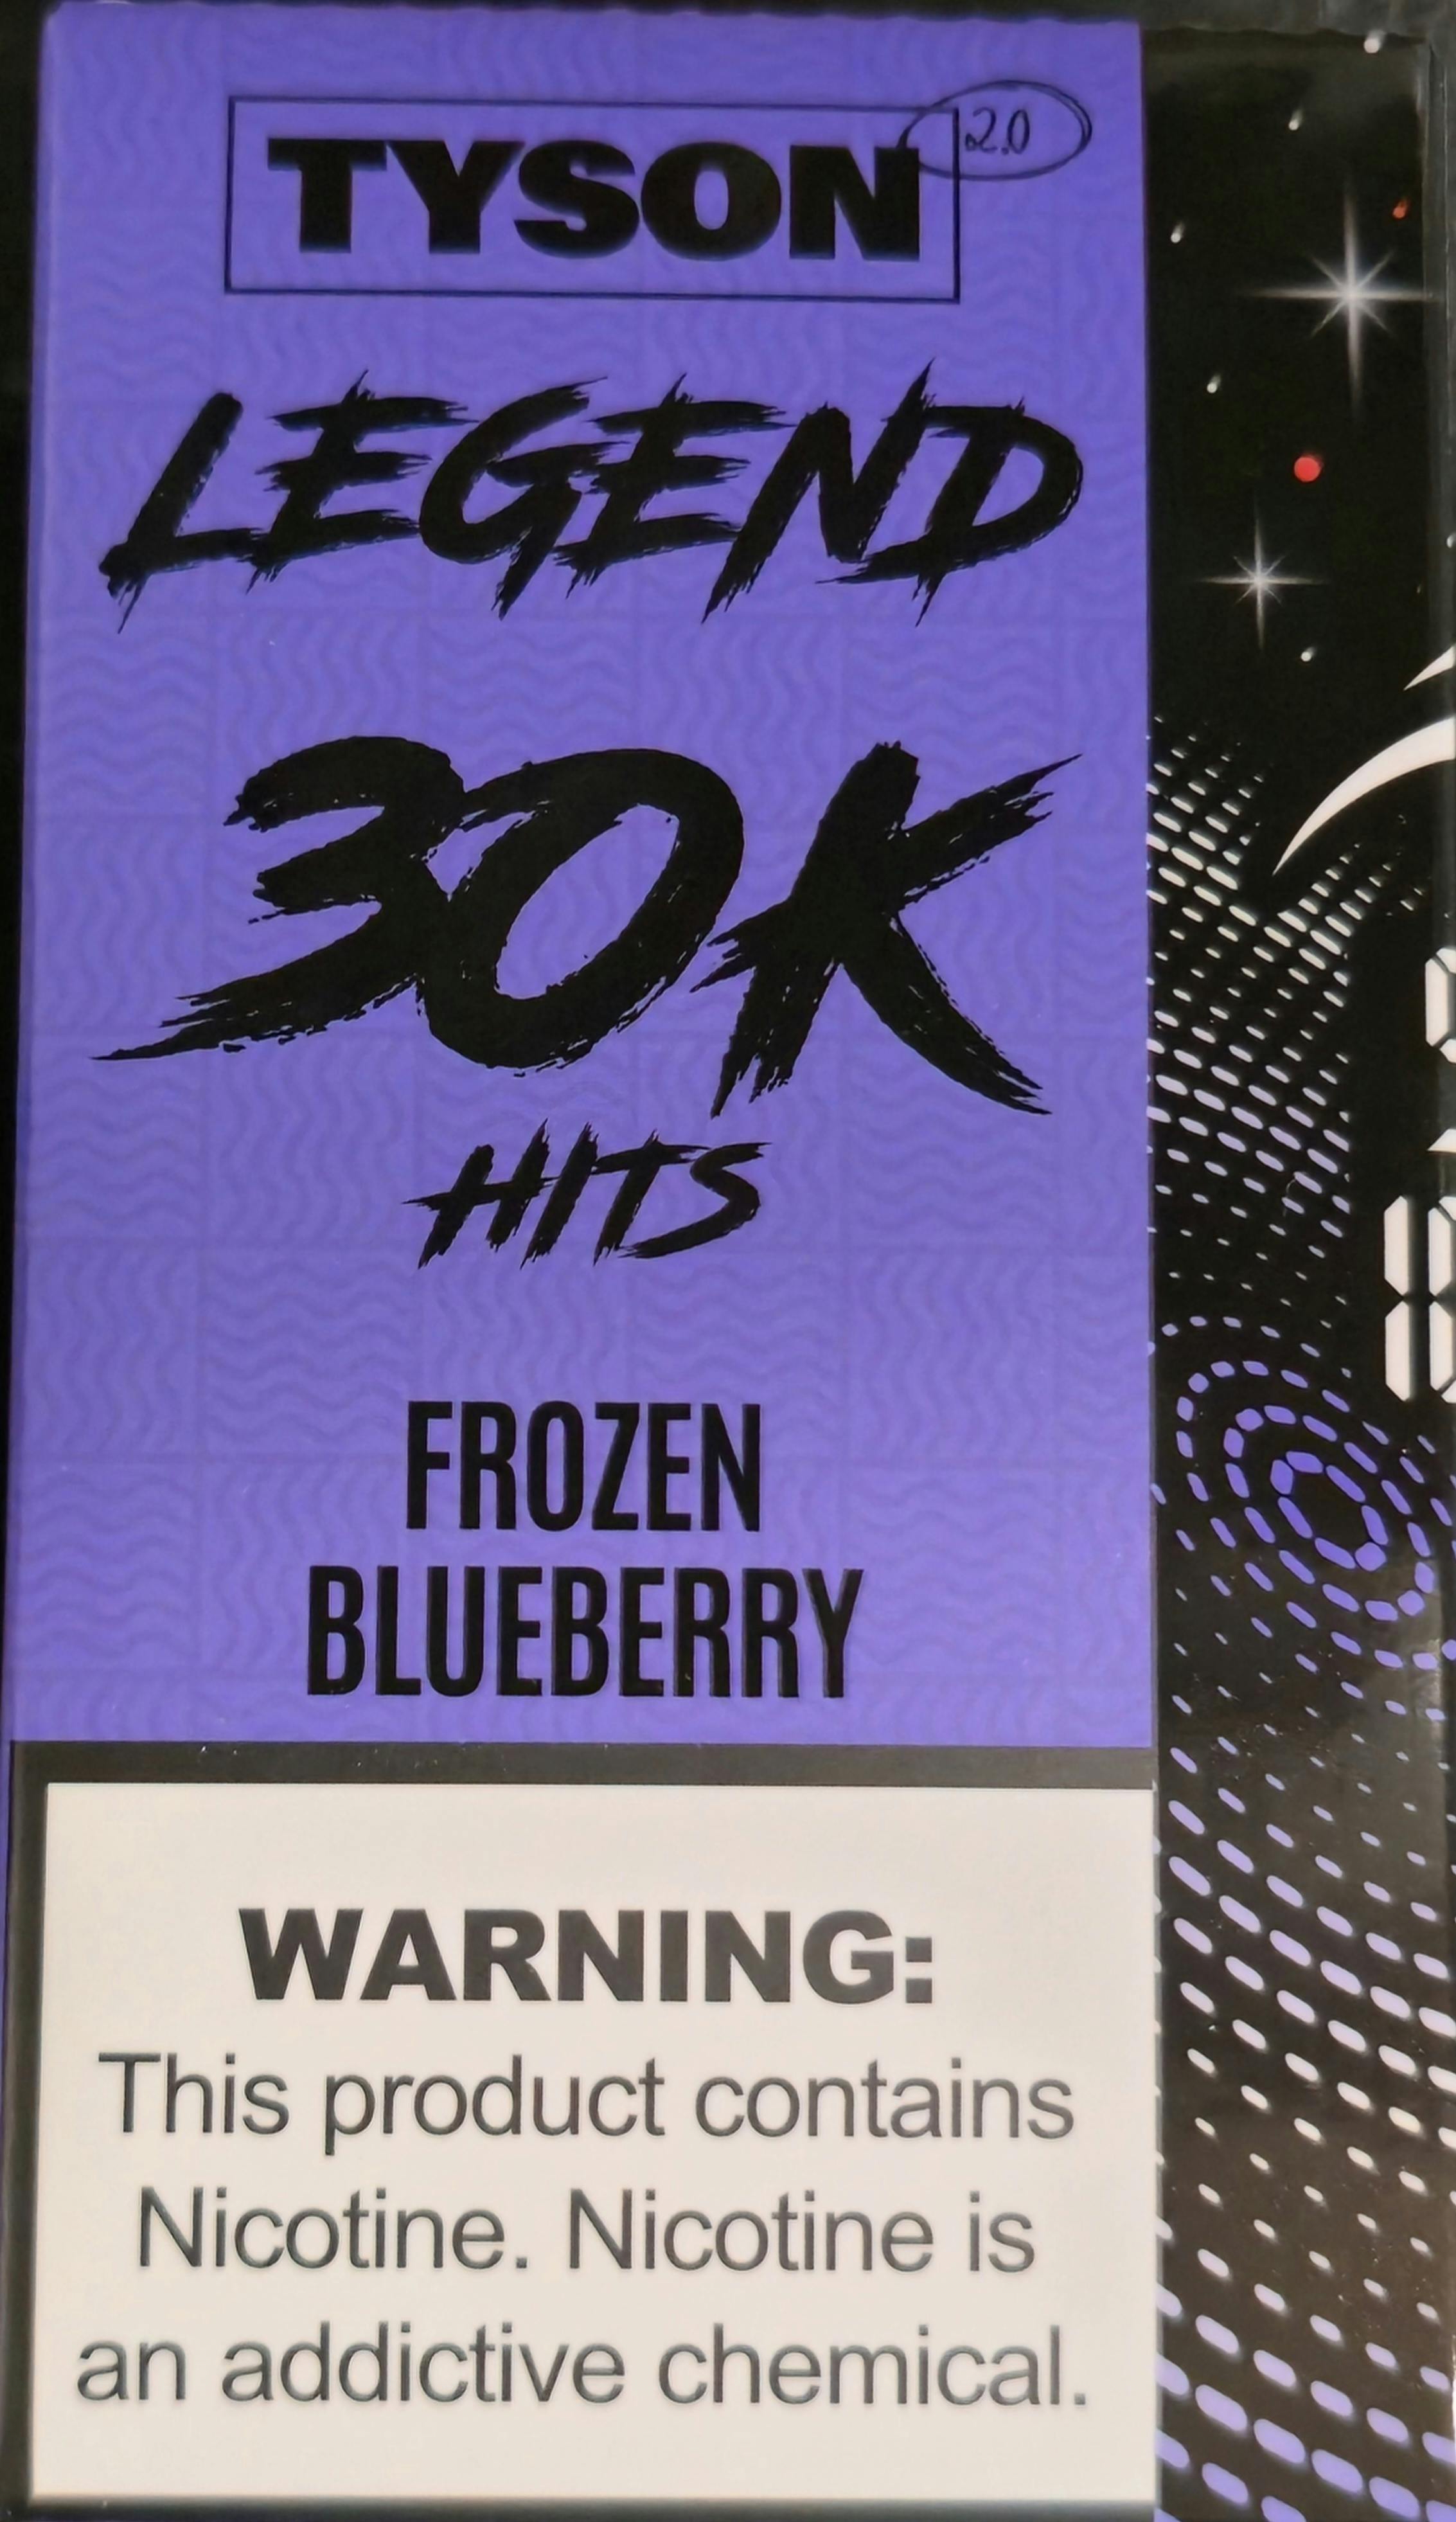 TYSON 2.0
LEGEND
30K
HITS
FROZEN
BLUEBERRY
WARNING:
This product contains
Nicotine. Nicotine is
an addictive chemical.